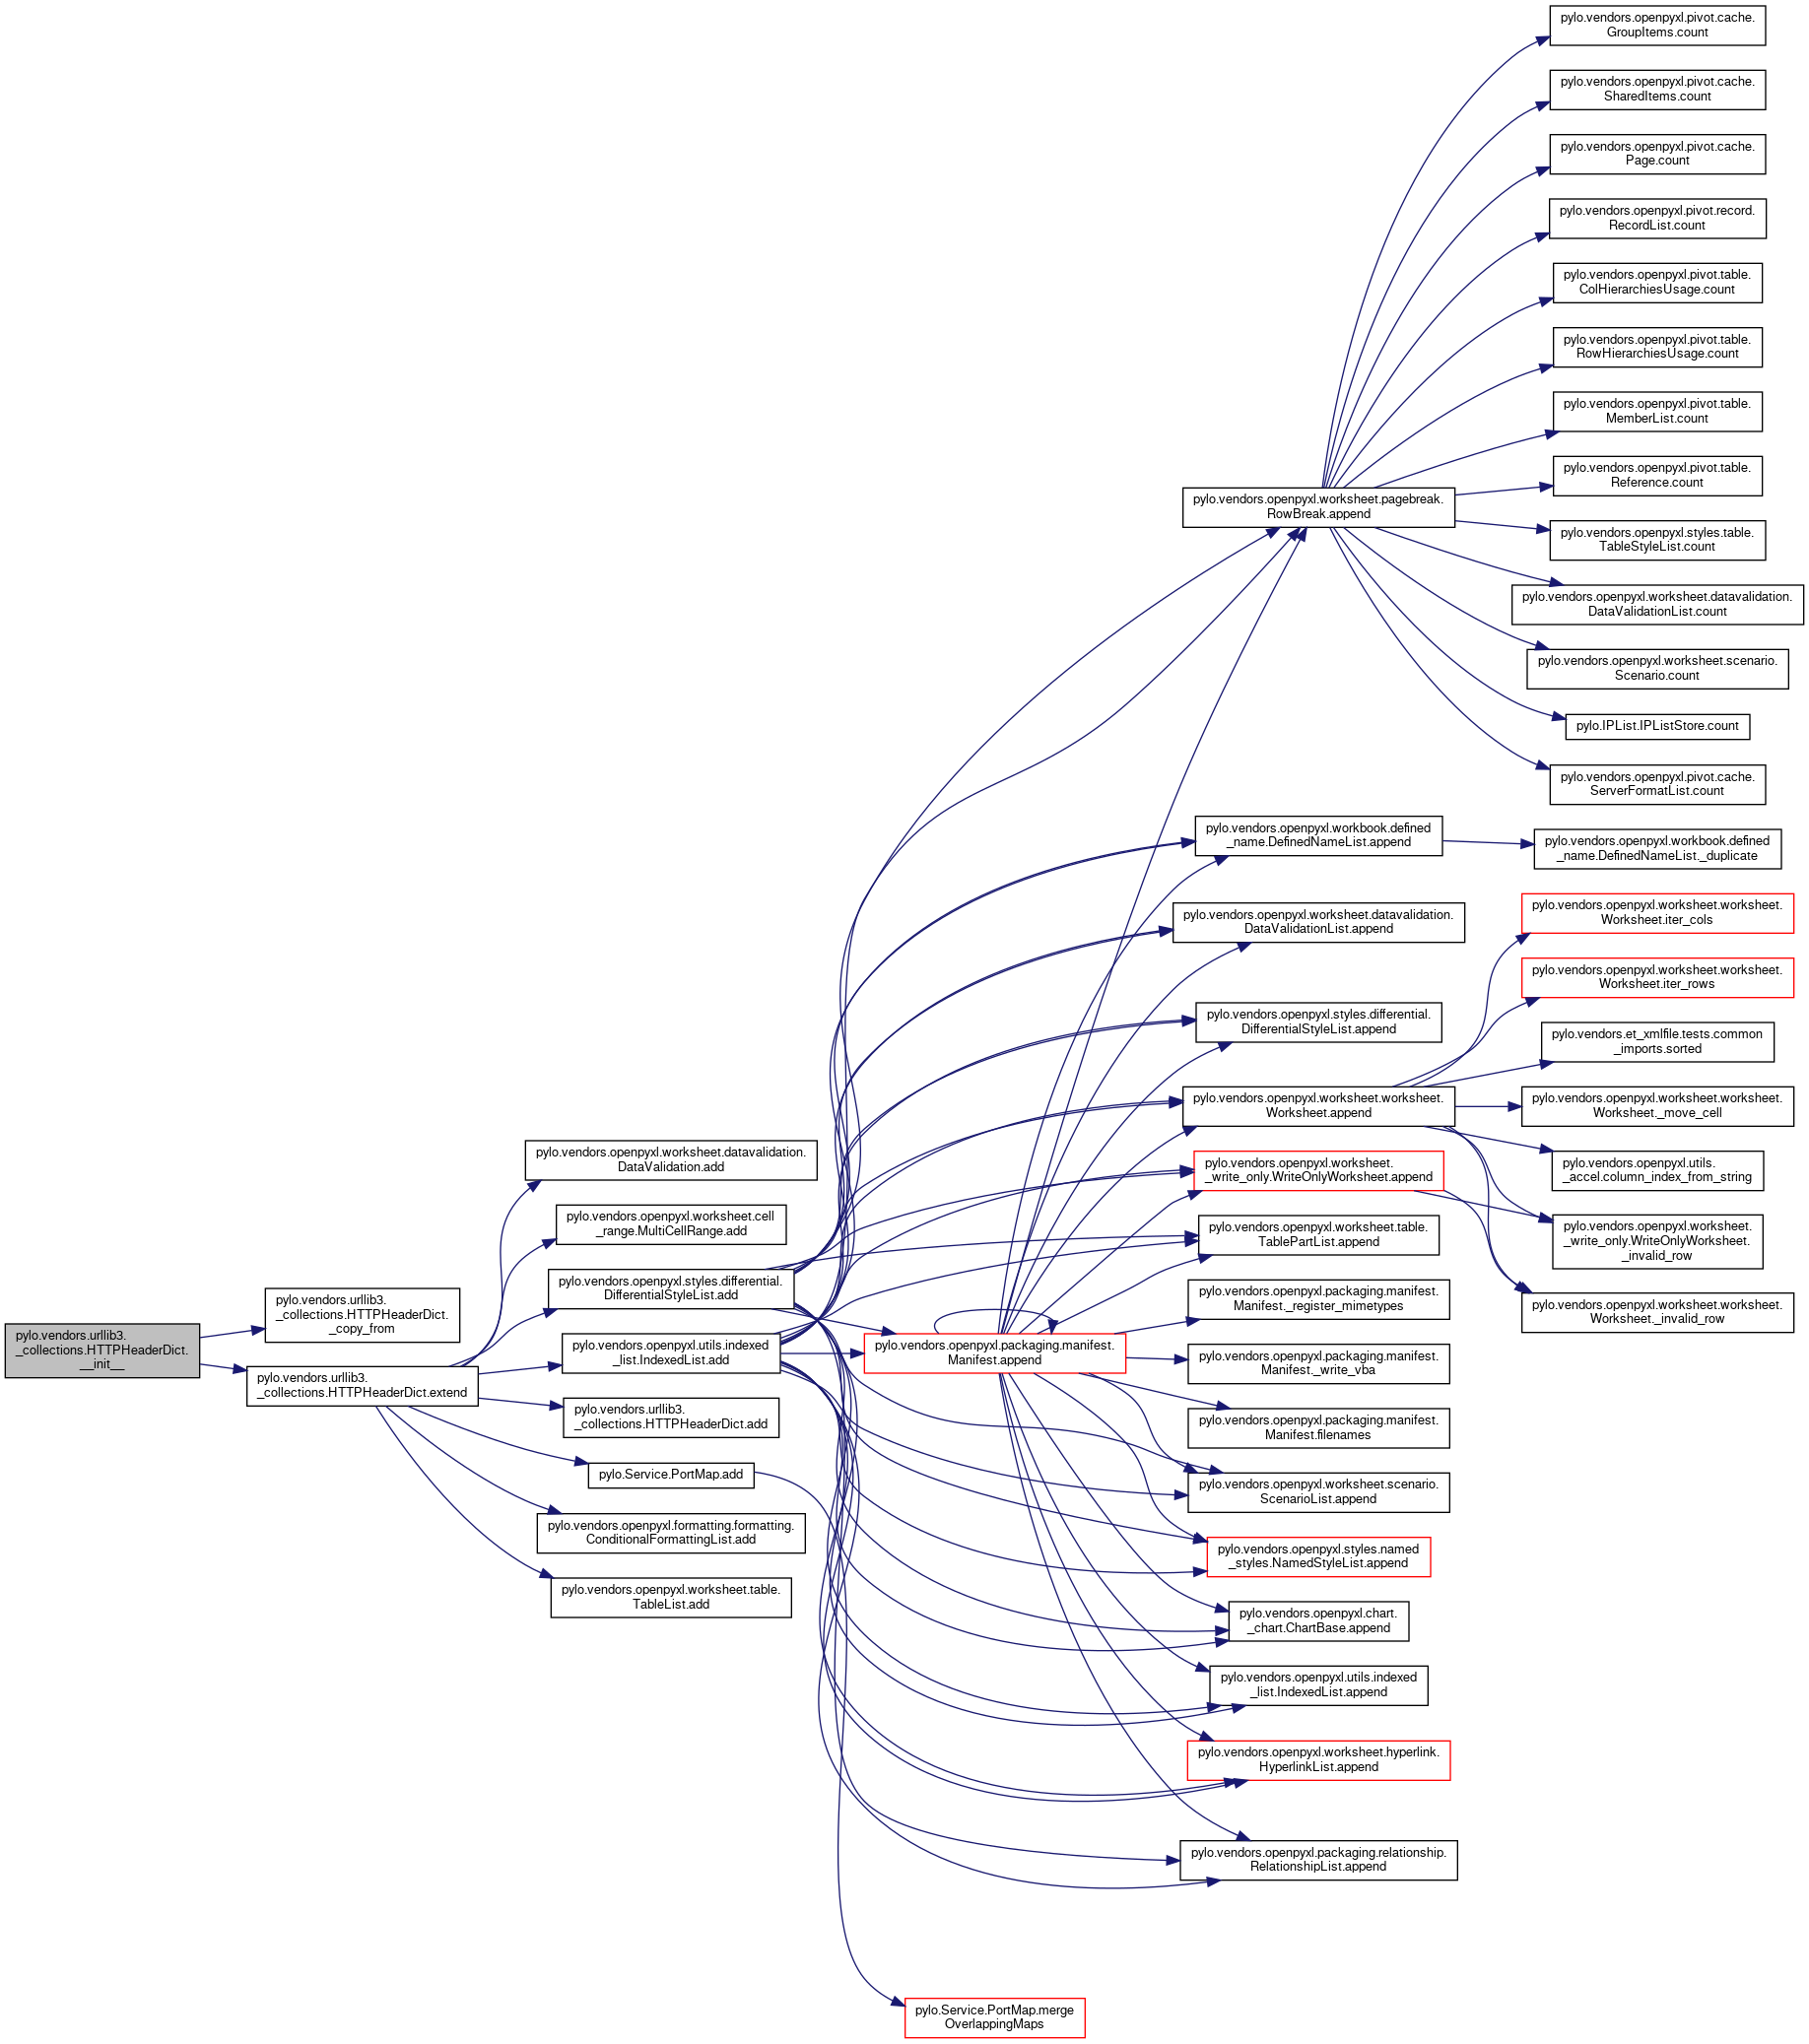 pylo.vendors.urllib3.
_collections.HTTPHeaderDict.
__init__
pylo.vendors.urllib3.
_collections.HTTPHeaderDict.
_copy_from
pylo.vendors.urllib3.
_collections.HTTPHeaderDict.extend
pylo.vendors.openpyxl.worksheet.datavalidation.
DataValidation.add
pylo.vendors.openpyxl.worksheet.cell
_range.MultiCellRange.add
pylo.vendors.openpyxl.styles.differential.
DifferentialStyleList.add
pylo.vendors.openpyxl.utils.indexed
_list.IndexedList.add
pylo.vendors.urllib3.
_collections.HTTPHeaderDict.add
pylo.Service.PortMap.add
pylo.vendors.openpyxl.formatting.formatting.
ConditionalFormattingList.add
pylo.vendors.openpyxl.worksheet.table.
TableList.add
pylo.vendors.openpyxl.packaging.manifest.
Manifest.append
pylo.Service.PortMap.merge
OverlappingMaps
pylo.vendors.openpyxl.worksheet.pagebreak.
RowBreak.append
pylo.vendors.openpyxl.workbook.defined
_name.DefinedNameList.append
pylo.vendors.openpyxl.worksheet.datavalidation.
DataValidationList.append
pylo.vendors.openpyxl.styles.differential.
DifferentialStyleList.append
pylo.vendors.openpyxl.worksheet.worksheet.
Worksheet.append
pylo.vendors.openpyxl.worksheet.
_write_only.WriteOnlyWorksheet.append
pylo.vendors.openpyxl.worksheet.table.
TablePartList.append
pylo.vendors.openpyxl.packaging.manifest.
Manifest._register_mimetypes
pylo.vendors.openpyxl.packaging.manifest.
Manifest._write_vba
pylo.vendors.openpyxl.packaging.manifest.
Manifest.filenames
pylo.vendors.openpyxl.worksheet.scenario.
ScenarioList.append
pylo.vendors.openpyxl.styles.named
_styles.NamedStyleList.append
pylo.vendors.openpyxl.chart.
_chart.ChartBase.append
pylo.vendors.openpyxl.utils.indexed
_list.IndexedList.append
pylo.vendors.openpyxl.worksheet.hyperlink.
HyperlinkList.append
pylo.vendors.openpyxl.packaging.relationship.
RelationshipList.append
pylo.vendors.openpyxl.pivot.cache.
GroupItems.count
pylo.vendors.openpyxl.pivot.cache.
SharedItems.count
pylo.vendors.openpyxl.pivot.cache.
Page.count
pylo.vendors.openpyxl.pivot.record.
RecordList.count
pylo.vendors.openpyxl.pivot.table.
ColHierarchiesUsage.count
pylo.vendors.openpyxl.pivot.table.
RowHierarchiesUsage.count
pylo.vendors.openpyxl.pivot.table.
MemberList.count
pylo.vendors.openpyxl.pivot.table.
Reference.count
pylo.vendors.openpyxl.styles.table.
TableStyleList.count
pylo.vendors.openpyxl.worksheet.datavalidation.
DataValidationList.count
pylo.vendors.openpyxl.worksheet.scenario.
Scenario.count
pylo.IPList.IPListStore.count
pylo.vendors.openpyxl.pivot.cache.
ServerFormatList.count
pylo.vendors.openpyxl.workbook.defined
_name.DefinedNameList._duplicate
pylo.vendors.openpyxl.worksheet.worksheet.
Worksheet.iter_cols
pylo.vendors.openpyxl.worksheet.worksheet.
Worksheet.iter_rows
pylo.vendors.et_xmlfile.tests.common
_imports.sorted
pylo.vendors.openpyxl.worksheet.worksheet.
Worksheet._move_cell
pylo.vendors.openpyxl.utils.
_accel.column_index_from_string
pylo.vendors.openpyxl.worksheet.
_write_only.WriteOnlyWorksheet.
_invalid_row
pylo.vendors.openpyxl.worksheet.worksheet.
Worksheet._invalid_row